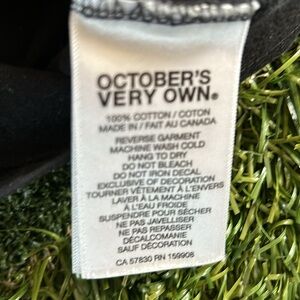 OCTOBER'S
VERY OWN®
100% COTTON / COTON
MADE IN / FAIT AU CANADA
REVERSE GARMENT
MACHINE WASH COLD
HANG TO DRY
DO NOT BLEACH
DO NOT IRON DECAL
EXCLUSIVE OF DECORATION
TOURNER VÊTEMENT À L'ENVERS
LAVER À LA MACHINE
À L'EAU FROIDE
SUSPENDRE POUR SÉCHER
NE PAS JAVELLISER
NE PAS REPASSER
DÉCALCOMANIE
SAUF DÉCORATION
CA 57830 RN 159908